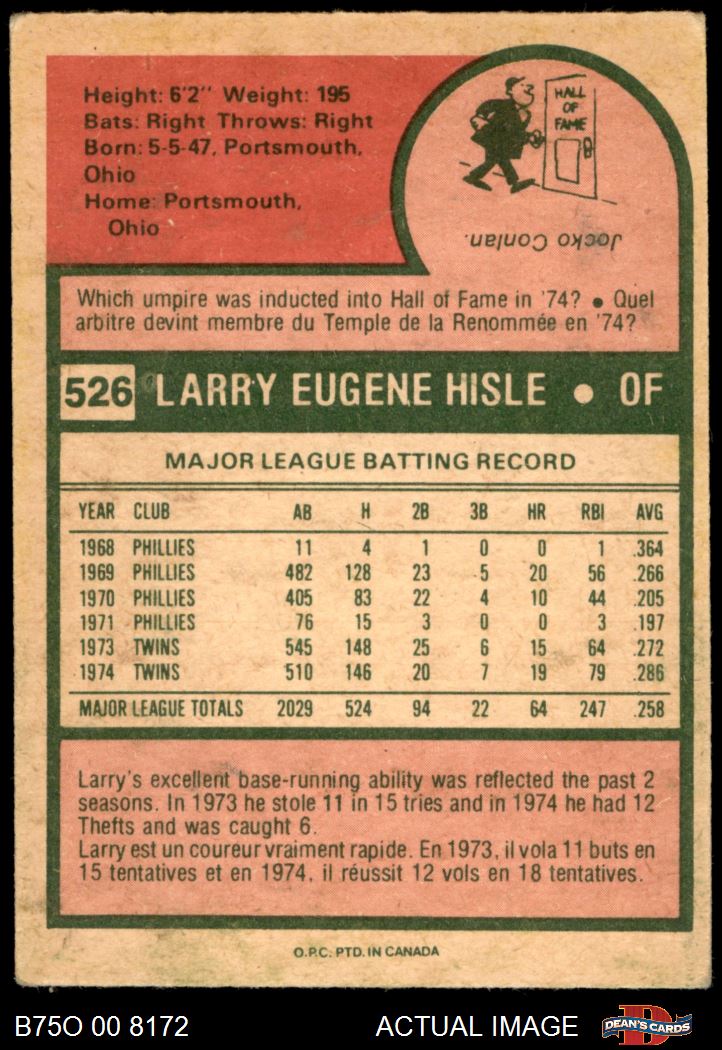 Height: 6'2" Weight: 195
Bats: Right Throws: Right
Born: 5-5-47, Portsmouth,
Ohio
Home: Portsmouth,
Ohio
HALL
OF
FAME
Jocko Conlan.
Which umpire was inducted into Hall of Fame in '74? ● Quel
arbitre devint membre du Temple de la Renommée en '74?
526 LARRY EUGENE HISLE ● OF
MAJOR LEAGUE BATTING RECORD
YEAR CLUB AB H 2B 3B HR RBI AVG
1968 PHILLIES 11 4 1 0 0 1 .364
1969 PHILLIES 482 128 23 5 20 56 .266
1970 PHILLIES 405 83 22 4 10 44 .205
1971 PHILLIES 76 15 3 0 0 3 .197
1973 TWINS 545 148 25 6 15 64 .272
1974 TWINS 510 146 20 7 19 79 .286
MAJOR LEAGUE TOTALS 2029 524 94 22 64 247 .258
Larry's excellent base-running ability was reflected the past 2
seasons. In 1973 he stole 11 in 15 tries and in 1974 he had 12
Thefts and was caught 6.
Larry est un coureur vraiment rapide. En 1973, il vola 11 buts en
15 tentatives et en 1974, il réussit 12 vols en 18 tentatives.
O.P.C. PTD. IN CANADA
B75O 00 8172 ACTUAL IMAGE D DEAN'S CARDS